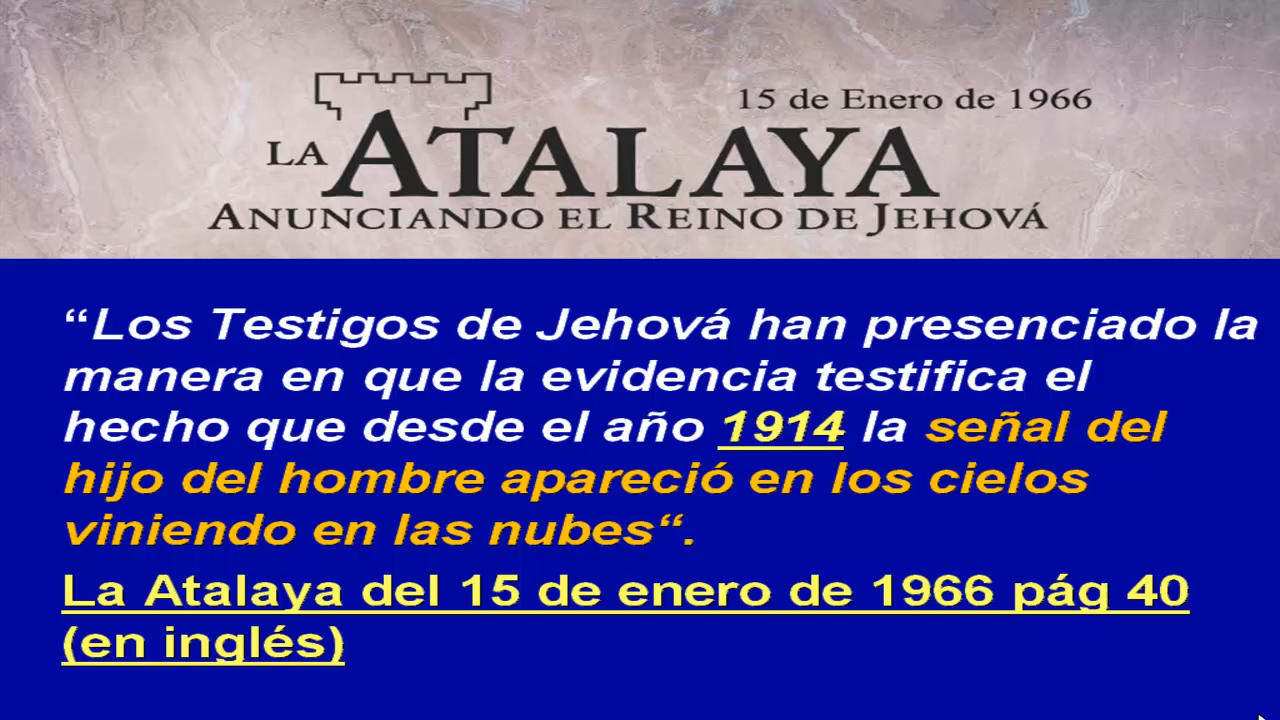 15 de Enero de 1966
LA ATALAYA
ANUNCIANDO EL REINO DE JEHOVÁ
“Los Testigos de Jehová han presenciado la
manera en que la evidencia testifica el
hecho que desde el año 1914 la señal del
hijo del hombre apareció en los cielos
viniendo en las nubes“.
La Atalaya del 15 de enero de 1966 pág 40
(en inglés)